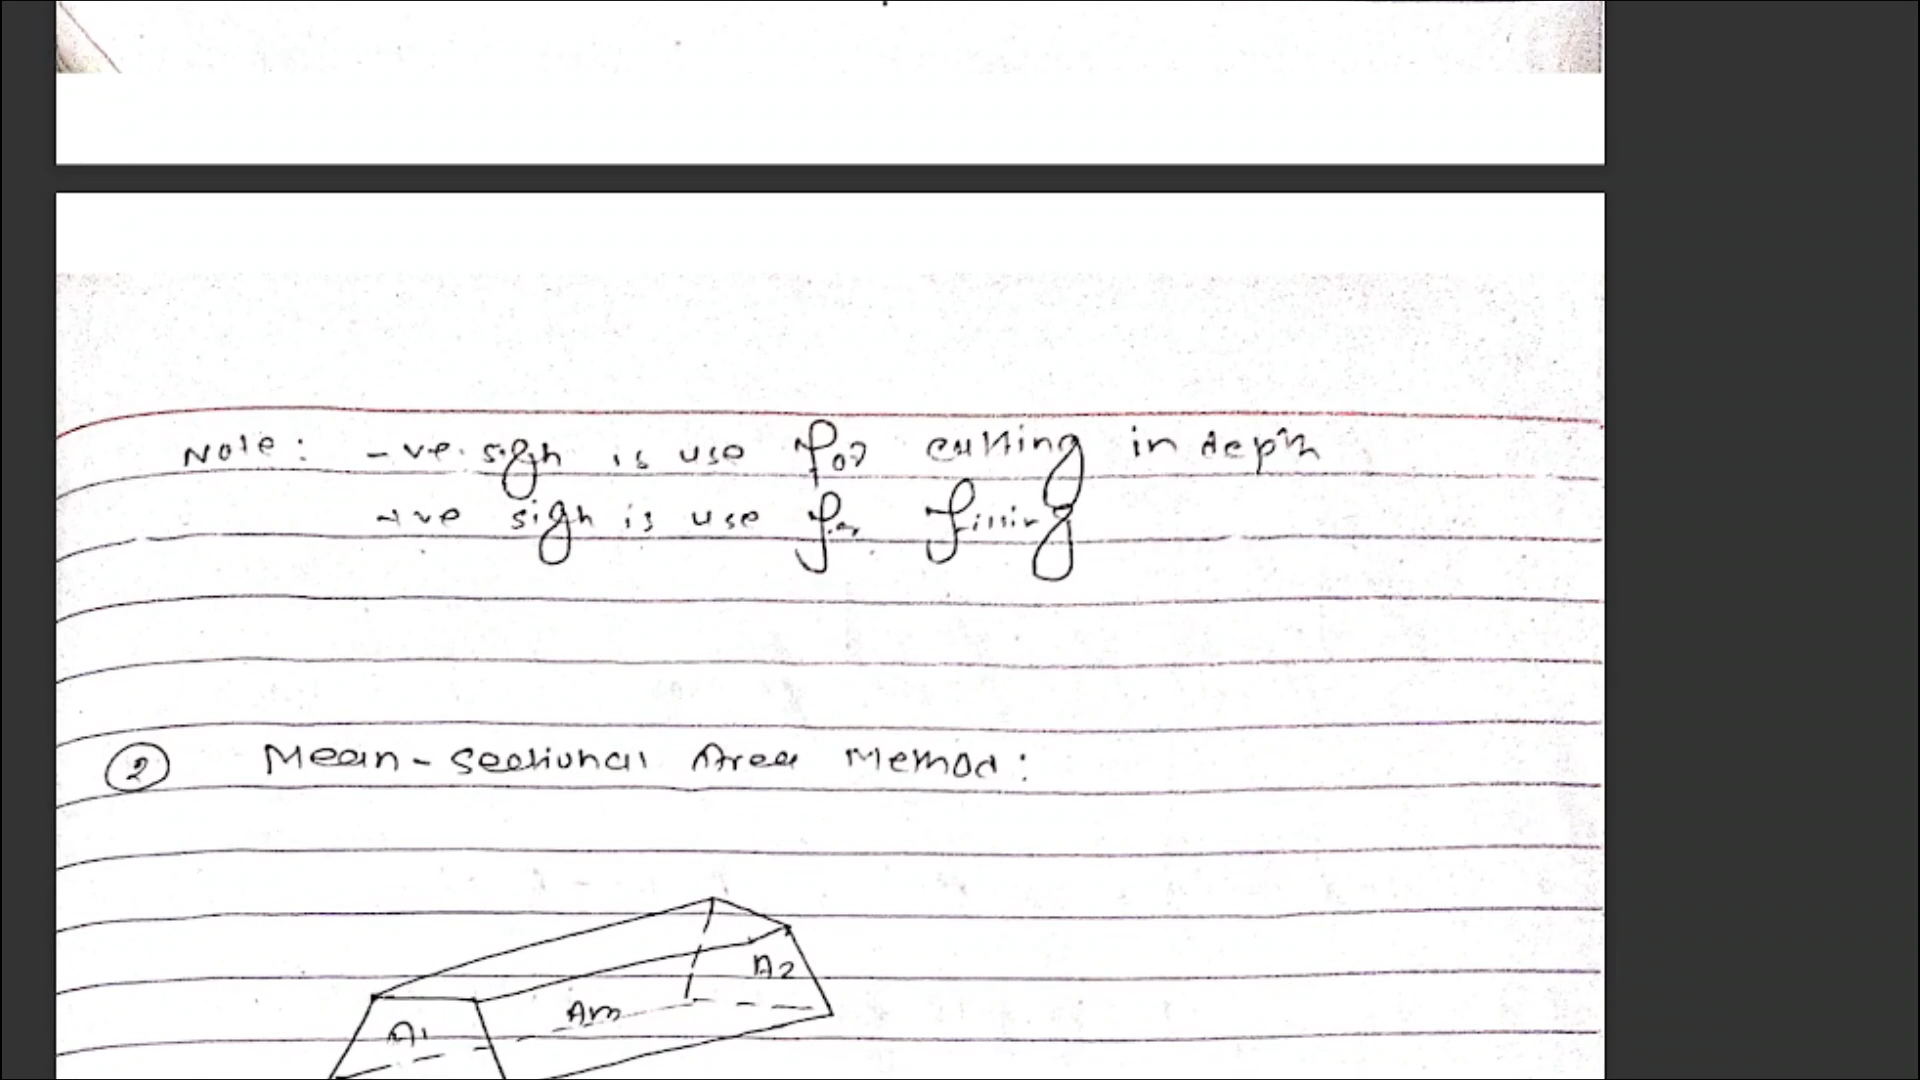 Note: -ve. sign is use for cutting in depth
+ve sign is use for filling
② Mean-Sectional Area Method:
A2
Am
A1